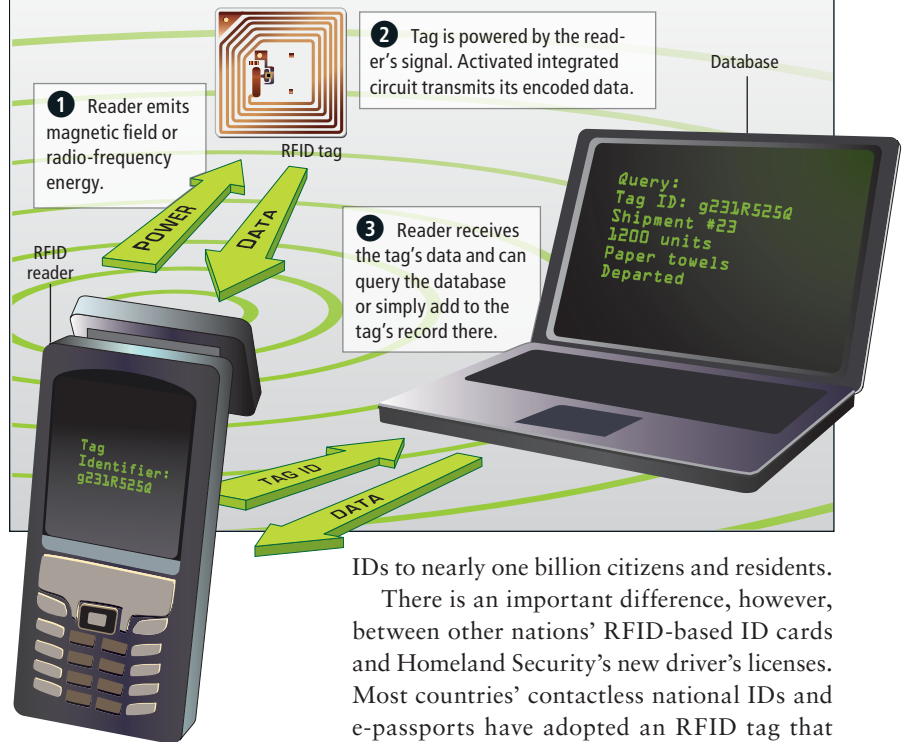 1 Reader emits
magnetic field or
radio-frequency
energy.
2 Tag is powered by the read-
er’s signal. Activated integrated
circuit transmits its encoded data.
RFID tag
Database
POWER
DATA
3 Reader receives
the tag’s data and can
query the database
or simply add to the
tag’s record there.
Query:
Tag ID: g231R525Q
Shipment #23
1200 units
Paper towels
Departed
RFID
reader
Tag
Identifier:
g231R525Q
TAG ID
DATA
IDs to nearly one billion citizens and residents.
There is an important difference, however,
between other nations’ RFID-based ID cards
and Homeland Security’s new driver’s licenses.
Most countries’ contactless national IDs and
e-passports have adopted an RFID tag that